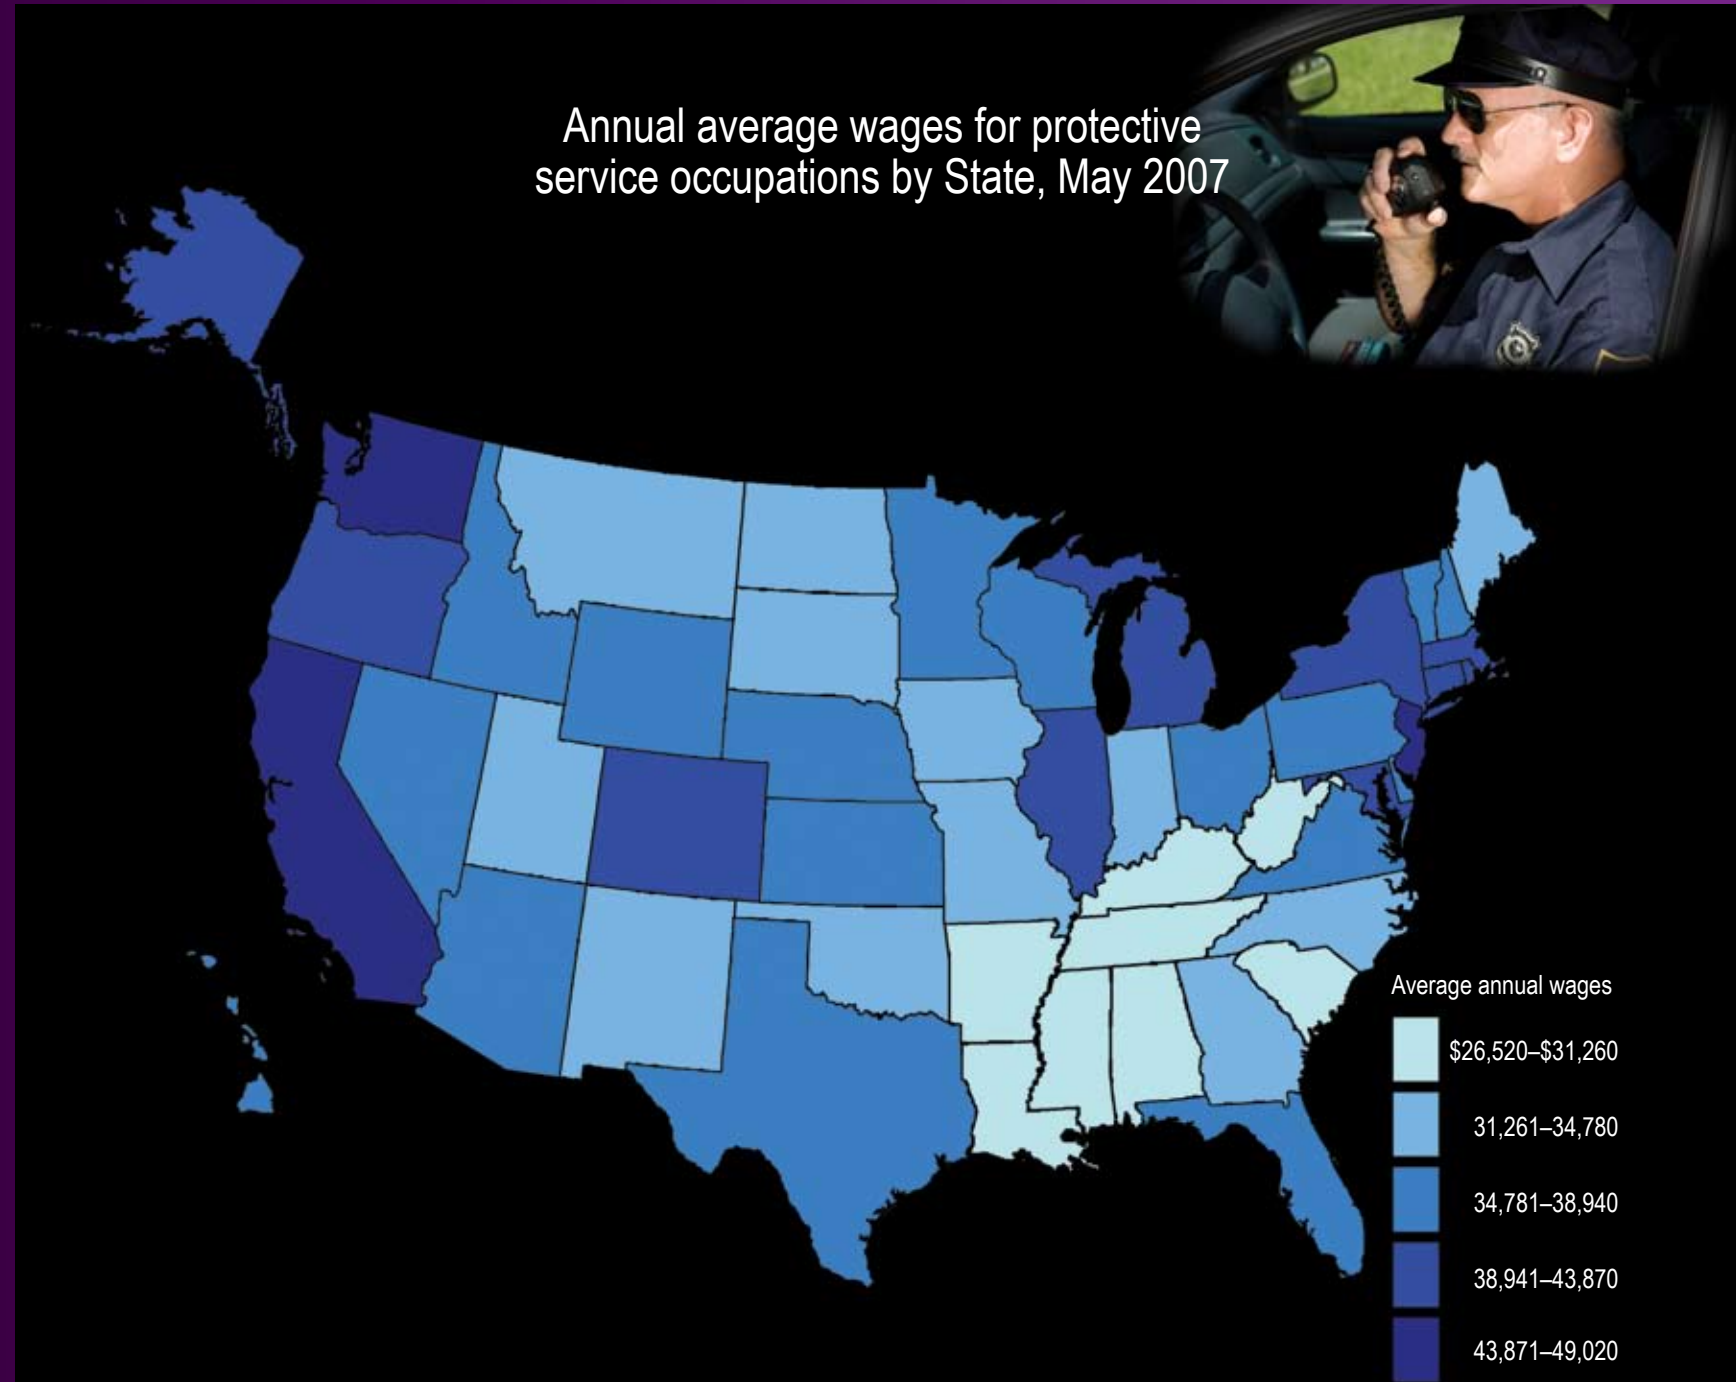 Annual average wages for protective
service occupations by State, May 2007
Average annual wages
$26,520–$31,260
31,261–34,780
34,781–38,940
38,941–43,870
43,871–49,020